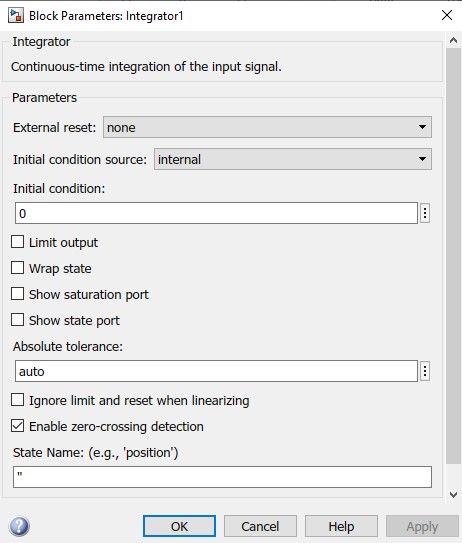 Block Parameters: Integrator1
Integrator
Continuous-time integration of the input signal.
Parameters
External reset: none
Initial condition source: internal
Initial condition:
0
Limit output
Wrap state
Show saturation port
Show state port
Absolute tolerance:
auto
Ignore limit and reset when linearizing
Enable zero-crossing detection
State Name: (e.g., 'position')
''
OK Cancel Help Apply